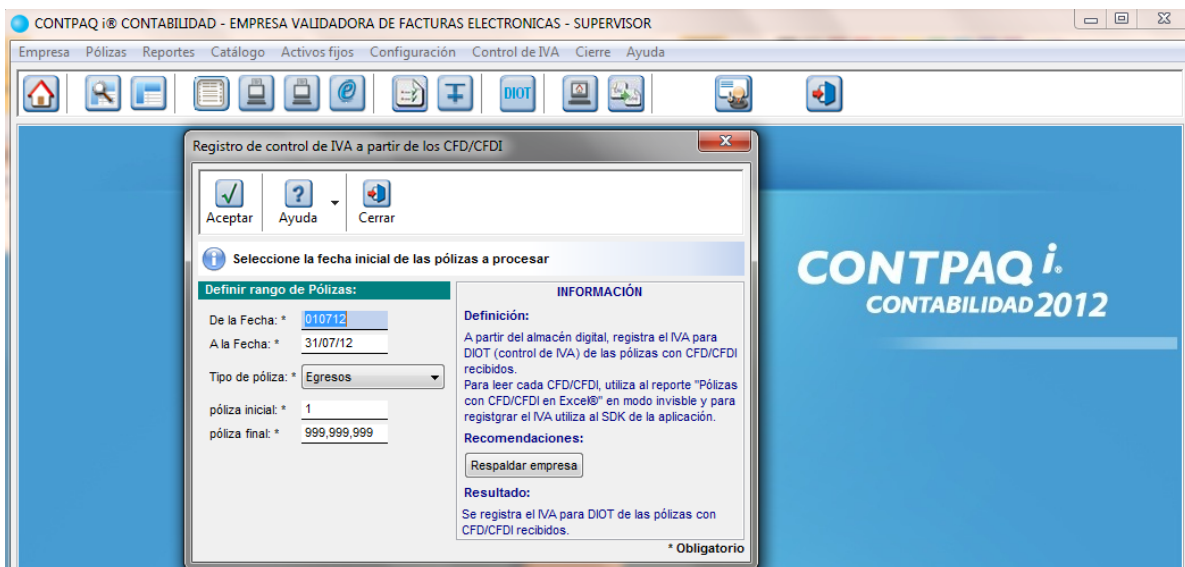 CONTPAQ i® CONTABILIDAD - EMPRESA VALIDADORA DE FACTURAS ELECTRONICAS - SUPERVISOR
Empresa Pólizas Reportes Catálogo Activos fijos Configuración Control de IVA Cierre Ayuda
DIOT
Registro de control de IVA a partir de los CFD/CFDI
Aceptar Ayuda Cerrar
Seleccione la fecha inicial de las pólizas a procesar
Definir rango de Pólizas:
De la Fecha: * 010712
A la Fecha: * 31/07/12
Tipo de póliza: * Egresos
póliza inicial: * 1
póliza final: * 999,999,999
INFORMACIÓN
Definición:
A partir del almacén digital, registra el IVA para
DIOT (control de IVA) de las pólizas con CFD/CFDI
recibidos.
Para leer cada CFD/CFDI, utiliza al reporte "Pólizas
con CFD/CFDI en Excel®" en modo invisble y para
registgrar el IVA utiliza al SDK de la aplicación.
Recomendaciones:
Respaldar empresa
Resultado:
Se registra el IVA para DIOT de las pólizas con
CFD/CFDI recibidos.
* Obligatorio
CONTPAQ i®
CONTABILIDAD 2012